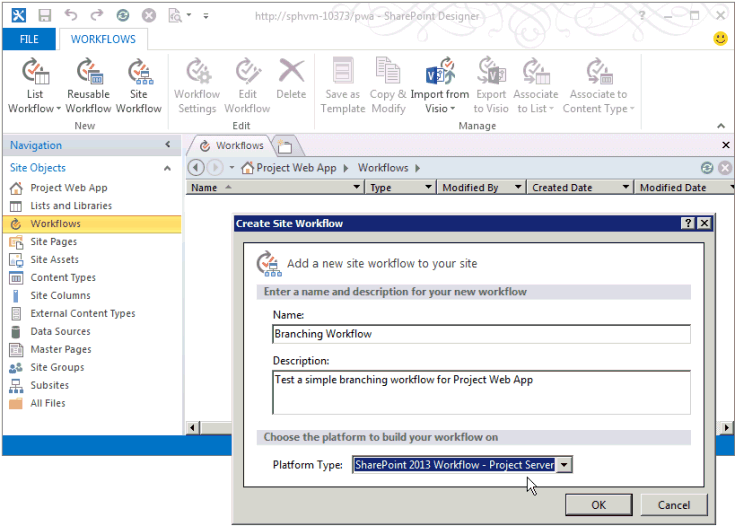 http://sphvm-10373/pwa - SharePoint Designer
FILE WORKFLOWS
List Workflow
Reusable Workflow
Site Workflow
Workflow Settings
Edit Workflow
Delete
Save as Template
Copy & Modify
Import from Visio
Export to Visio
Associate to List
Associate to Content Type
New
Edit
Manage
Navigation
Site Objects
Project Web App
Lists and Libraries
Workflows
Site Pages
Site Assets
Content Types
Site Columns
External Content Types
Data Sources
Master Pages
Site Groups
Subsites
All Files
Workflows
Project Web App Workflows
Name Type Modified By Created Date Modified Date
Create Site Workflow
Add a new site workflow to your site
Enter a name and description for your new workflow
Name:
Branching Workflow
Description:
Test a simple branching workflow for Project Web App
Choose the platform to build your workflow on
Platform Type: SharePoint 2013 Workflow - Project Server
OK Cancel